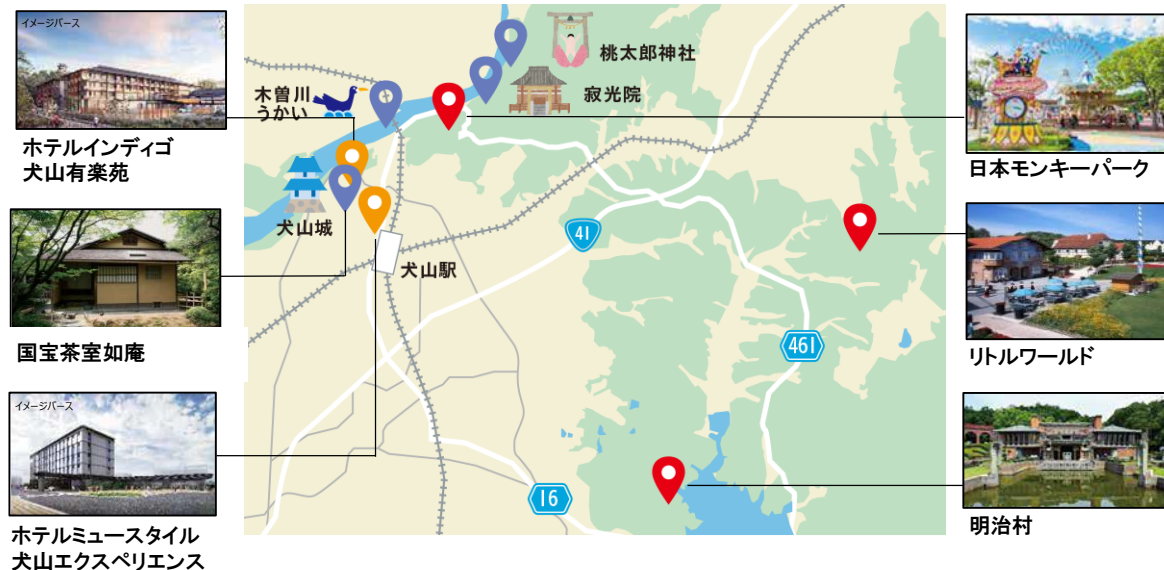 イメージパース
ホテルインディゴ
犬山有楽苑
国宝茶室如庵
イメージパース
ホテルミュースタイル
犬山エクスペリエンス
桃太郎神社
寂光院
木曽川
うかい
犬山城
犬山駅
41
461
16
日本モンキーパーク
リトルワールド
明治村